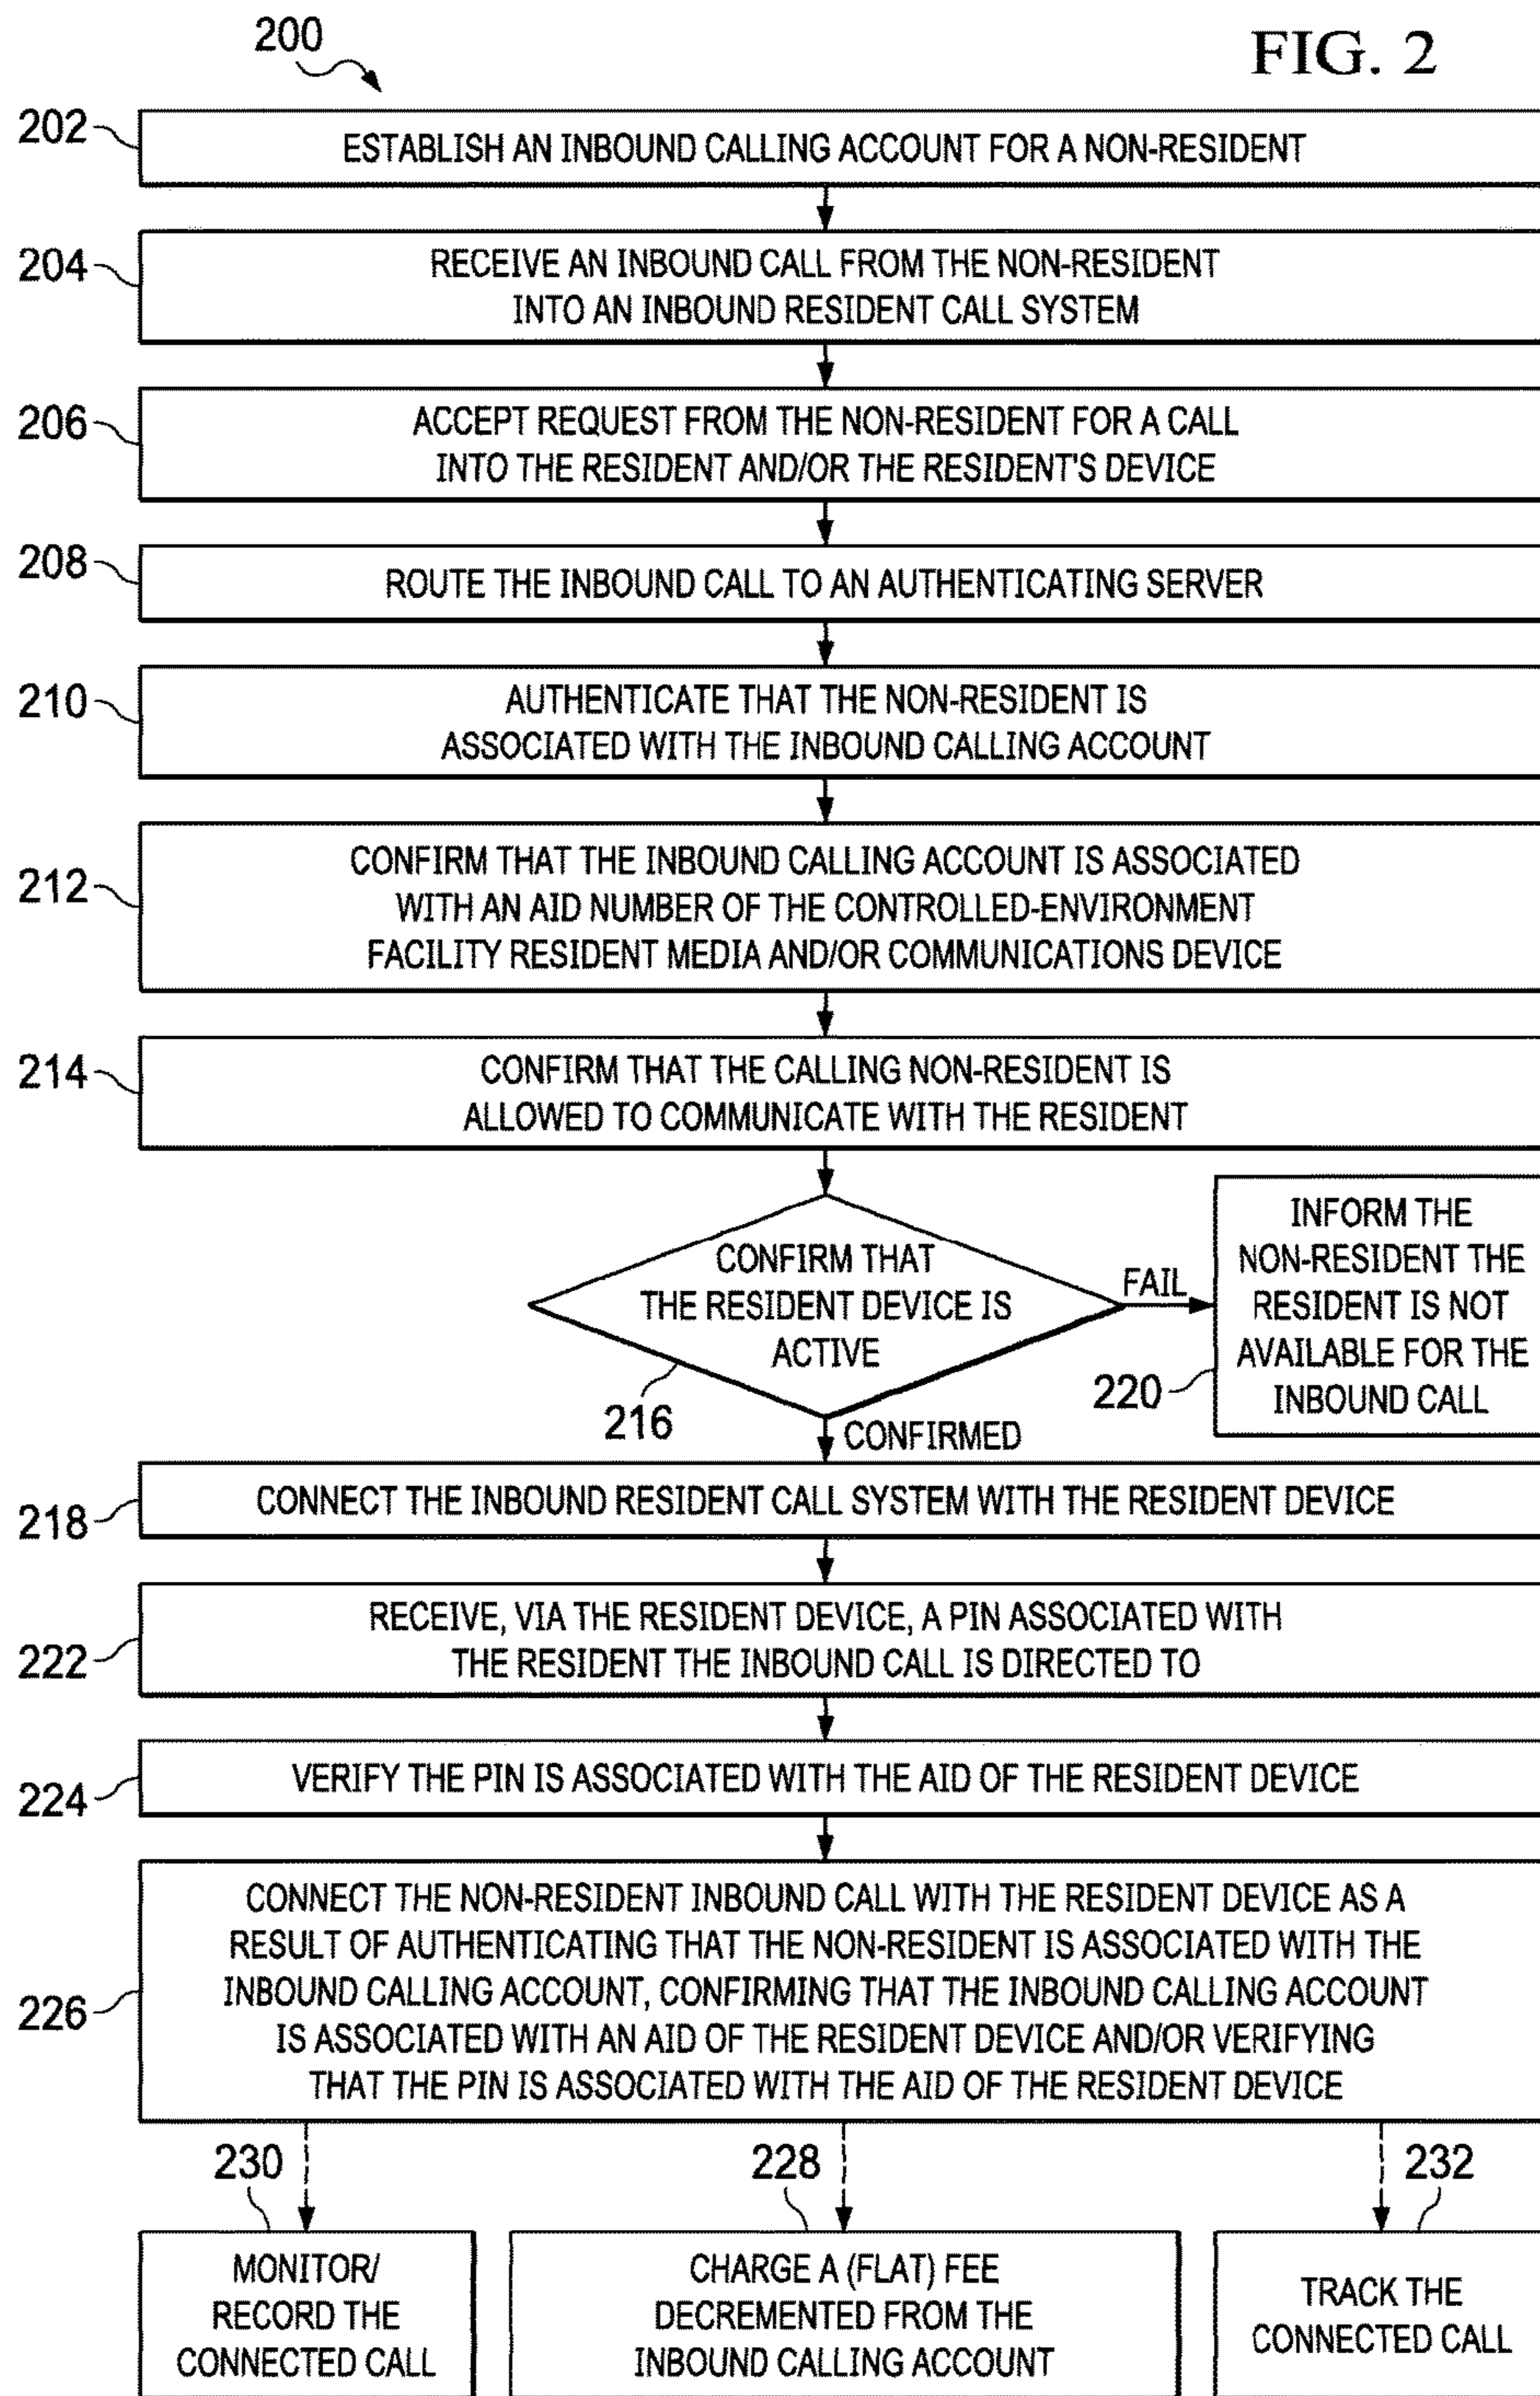 200
FIG. 2
202
ESTABLISH AN INBOUND CALLING ACCOUNT FOR A NON-RESIDENT
204
RECEIVE AN INBOUND CALL FROM THE NON-RESIDENT
INTO AN INBOUND RESIDENT CALL SYSTEM
206
ACCEPT REQUEST FROM THE NON-RESIDENT FOR A CALL
INTO THE RESIDENT AND/OR THE RESIDENT'S DEVICE
208
ROUTE THE INBOUND CALL TO AN AUTHENTICATING SERVER
210
AUTHENTICATE THAT THE NON-RESIDENT IS
ASSOCIATED WITH THE INBOUND CALLING ACCOUNT
212
CONFIRM THAT THE INBOUND CALLING ACCOUNT IS ASSOCIATED
WITH AN AID NUMBER OF THE CONTROLLED-ENVIRONMENT
FACILITY RESIDENT MEDIA AND/OR COMMUNICATIONS DEVICE
214
CONFIRM THAT THE CALLING NON-RESIDENT IS
ALLOWED TO COMMUNICATE WITH THE RESIDENT
CONFIRM THAT
THE RESIDENT DEVICE IS
ACTIVE
216
FAIL
INFORM THE
NON-RESIDENT THE
RESIDENT IS NOT
AVAILABLE FOR THE
INBOUND CALL
220
CONFIRMED
218
CONNECT THE INBOUND RESIDENT CALL SYSTEM WITH THE RESIDENT DEVICE
222
RECEIVE, VIA THE RESIDENT DEVICE, A PIN ASSOCIATED WITH
THE RESIDENT THE INBOUND CALL IS DIRECTED TO
224
VERIFY THE PIN IS ASSOCIATED WITH THE AID OF THE RESIDENT DEVICE
226
CONNECT THE NON-RESIDENT INBOUND CALL WITH THE RESIDENT DEVICE AS A
RESULT OF AUTHENTICATING THAT THE NON-RESIDENT IS ASSOCIATED WITH THE
INBOUND CALLING ACCOUNT, CONFIRMING THAT THE INBOUND CALLING ACCOUNT
IS ASSOCIATED WITH AN AID OF THE RESIDENT DEVICE AND/OR VERIFYING
THAT THE PIN IS ASSOCIATED WITH THE AID OF THE RESIDENT DEVICE
230
MONITOR/
RECORD THE
CONNECTED CALL
228
CHARGE A (FLAT) FEE
DECREMENTED FROM THE
INBOUND CALLING ACCOUNT
232
TRACK THE
CONNECTED CALL